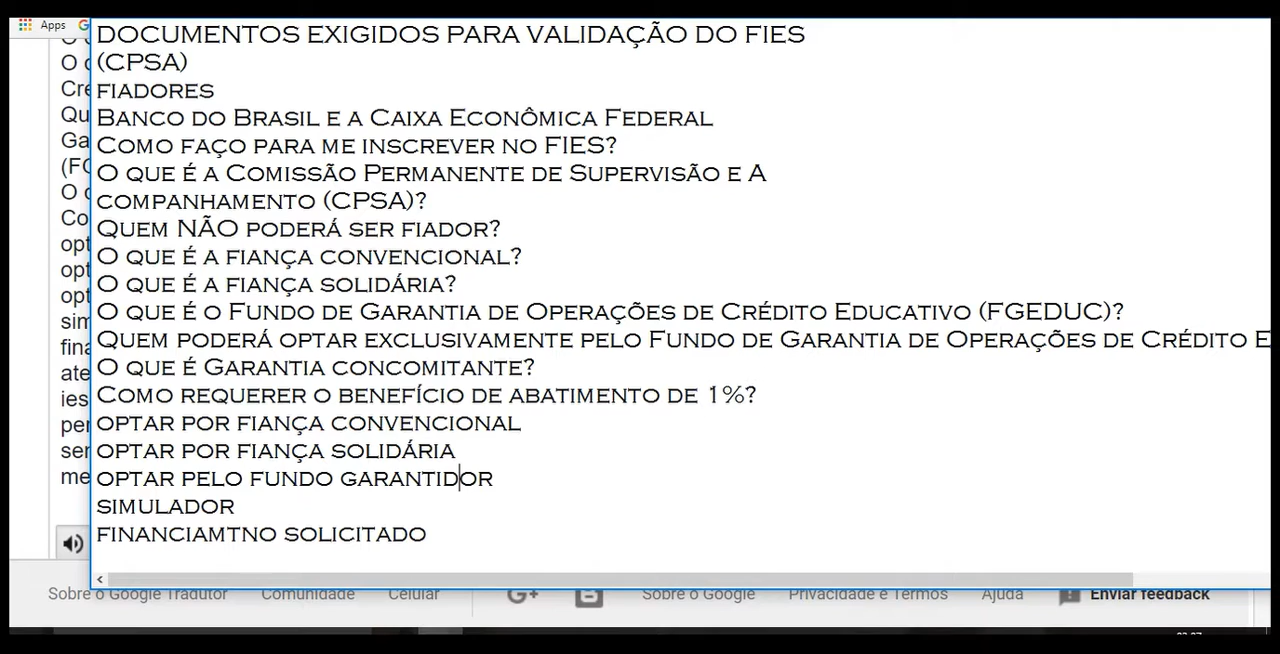 Apps
DOCUMENTOS EXIGIDOS PARA VALIDAÇÃO DO FIES
(CPSA)
FIADORES
BANCO DO BRASIL E A CAIXA ECONÔMICA FEDERAL
COMO FAÇO PARA ME INSCREVER NO FIES?
O QUE É A COMISSÃO PERMANENTE DE SUPERVISÃO E A
COMPANHAMENTO (CPSA)?
QUEM NÃO PODERÁ SER FIADOR?
O QUE É A FIANÇA CONVENCIONAL?
O QUE É A FIANÇA SOLIDÁRIA?
O QUE É O FUNDO DE GARANTIA DE OPERAÇÕES DE CRÉDITO EDUCATIVO (FGEDUC)?
QUEM PODERÁ OPTAR EXCLUSIVAMENTE PELO FUNDO DE GARANTIA DE OPERAÇÕES DE CRÉDITO E
O QUE É GARANTIA CONCOMITANTE?
COMO REQUERER O BENEFÍCIO DE ABATIMENTO DE 1%?
OPTAR POR FIANÇA CONVENCIONAL
OPTAR POR FIANÇA SOLIDÁRIA
OPTAR PELO FUNDO GARANTIDOR
SIMULADOR
FINANCIAMTNO SOLICITADO
Sobre o Google Tradutor Comunidade Celular G+ Sobre o Google Privacidade e Termos Ajuda Enviar feedback